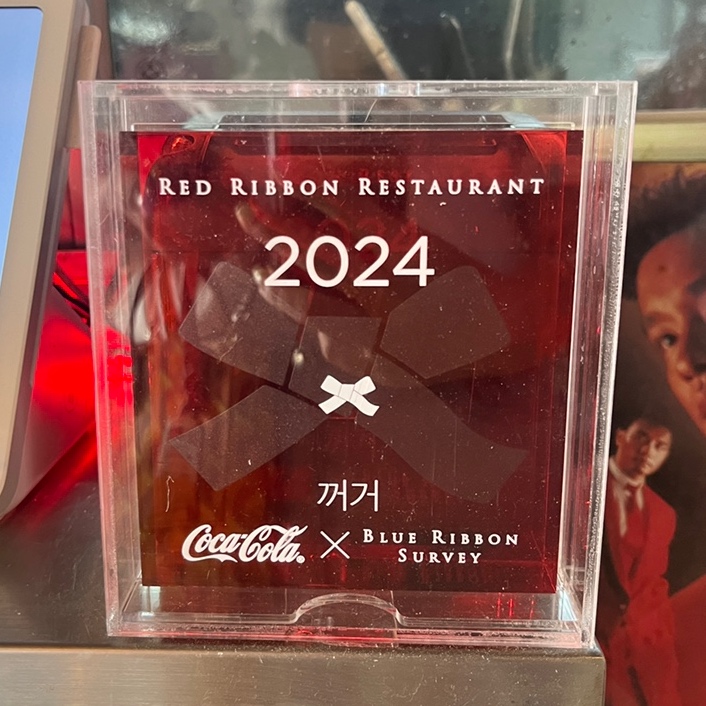 RED RIBBON RESTAURANT
2024
꺼거
Coca-Cola. × BLUE RIBBON
SURVEY